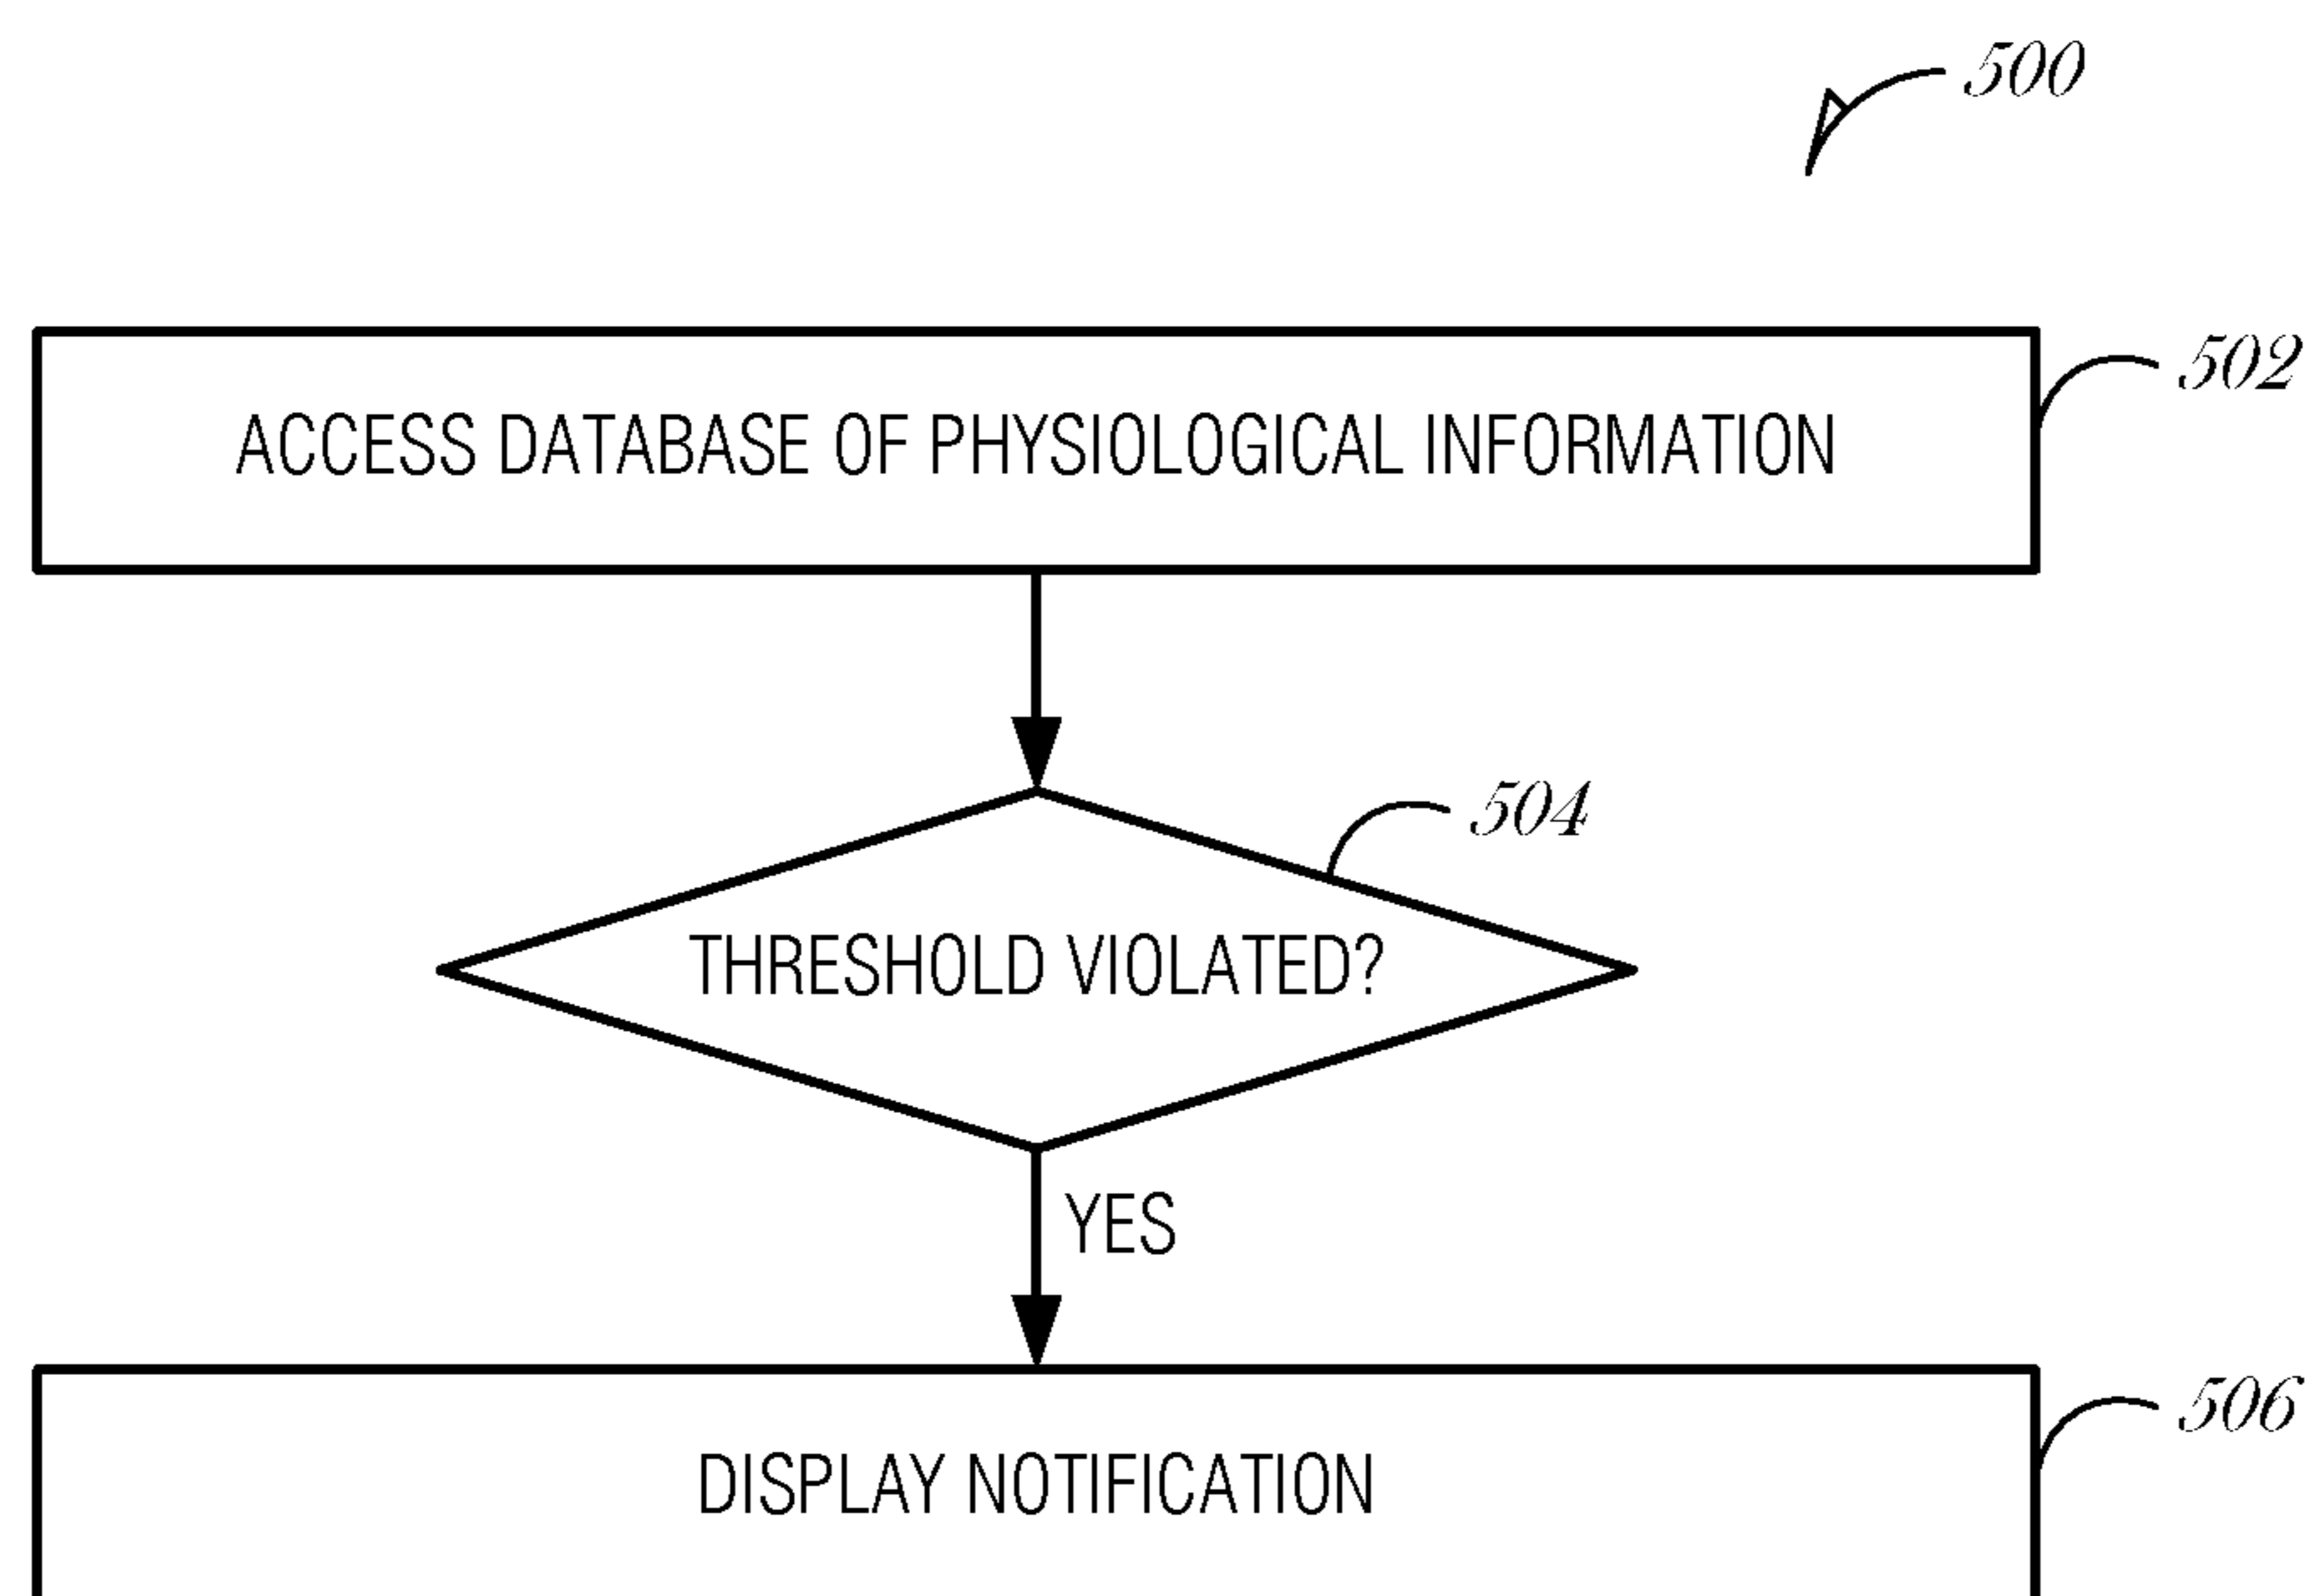 500
502
ACCESS DATABASE OF PHYSIOLOGICAL INFORMATION
504
THRESHOLD VIOLATED?
YES
506
DISPLAY NOTIFICATION